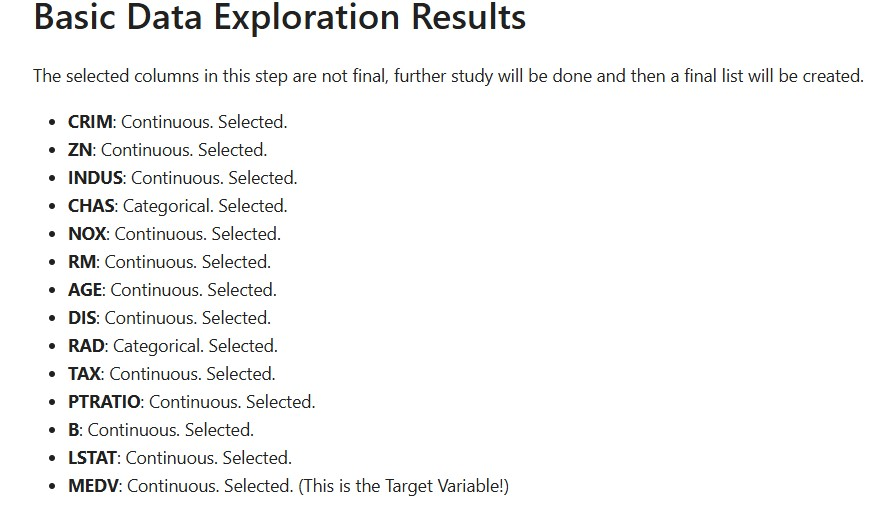 Basic Data Exploration Results
The selected columns in this step are not final, further study will be done and then a final list will be created.
• CRIM: Continuous. Selected.
• ZN: Continuous. Selected.
• INDUS: Continuous. Selected.
• CHAS: Categorical. Selected.
• NOX: Continuous. Selected.
• RM: Continuous. Selected.
• AGE: Continuous. Selected.
• DIS: Continuous. Selected.
• RAD: Categorical. Selected.
• TAX: Continuous. Selected.
• PTRATIO: Continuous. Selected.
• B: Continuous. Selected.
• LSTAT: Continuous. Selected.
• MEDV: Continuous. Selected. (This is the Target Variable!)